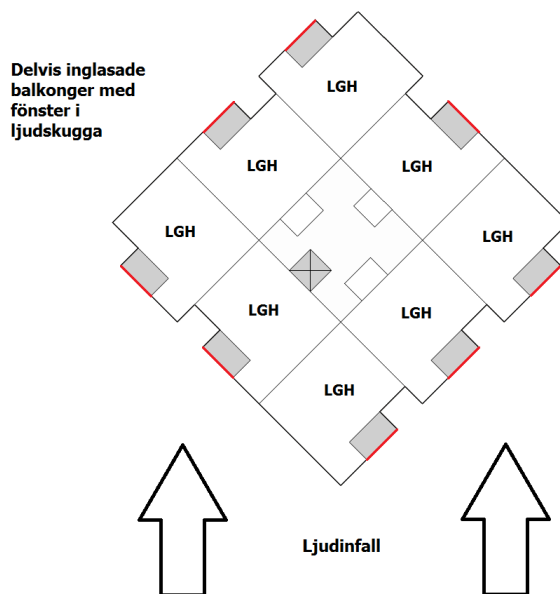 Delvis inglasade
balkonger med
fönster i
ljudskugga
LGH
LGH
LGH
LGH
LGH
LGH
LGH
LGH
Ljudinfall